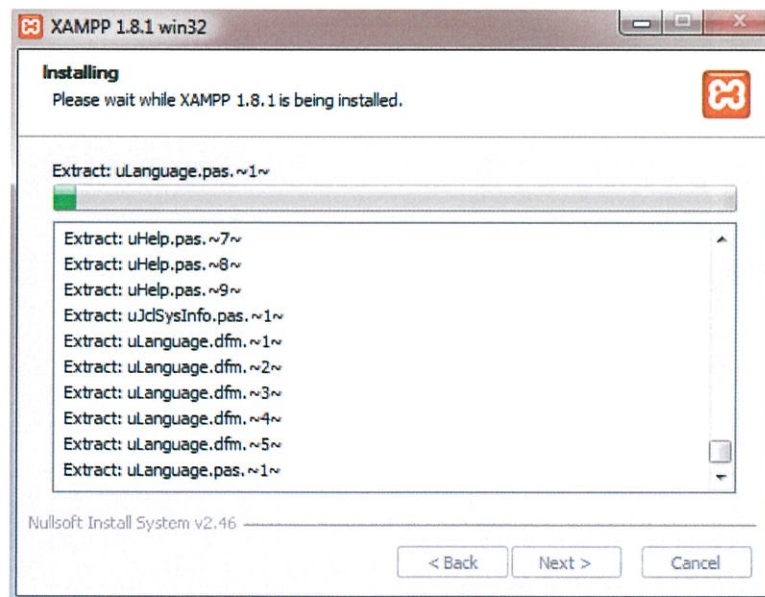 XAMPP 1.8.1 win32
Installing
Please wait while XAMPP 1.8.1 is being installed.
Extract: uLanguage.pas.~1~
Extract: uHelp.pas.~7~
Extract: uHelp.pas.~8~
Extract: uHelp.pas.~9~
Extract: uJclSysInfo.pas.~1~
Extract: uLanguage.dfm.~1~
Extract: uLanguage.dfm.~2~
Extract: uLanguage.dfm.~3~
Extract: uLanguage.dfm.~4~
Extract: uLanguage.dfm.~5~
Extract: uLanguage.pas.~1~
Nullsoft Install System v2.46
< Back Next > Cancel